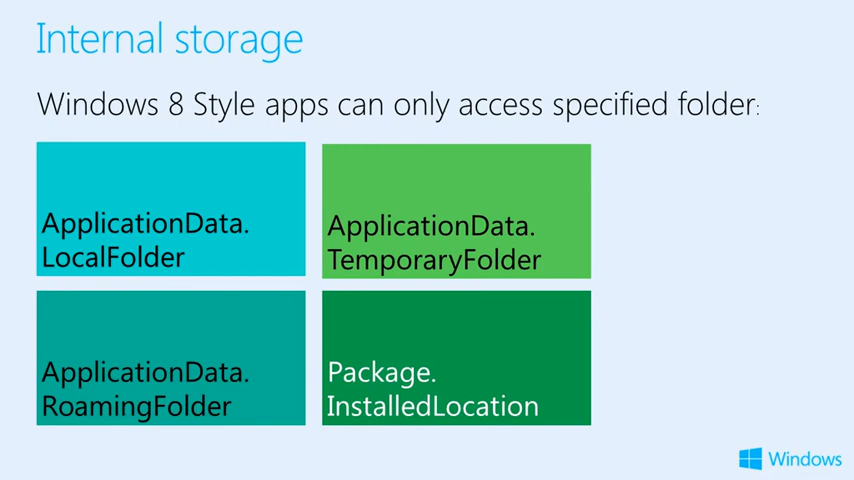 Internal storage
Windows 8 Style apps can only access specified folder:
ApplicationData.
LocalFolder
ApplicationData.
TemporaryFolder
ApplicationData.
RoamingFolder
Package.
InstalledLocation
Windows